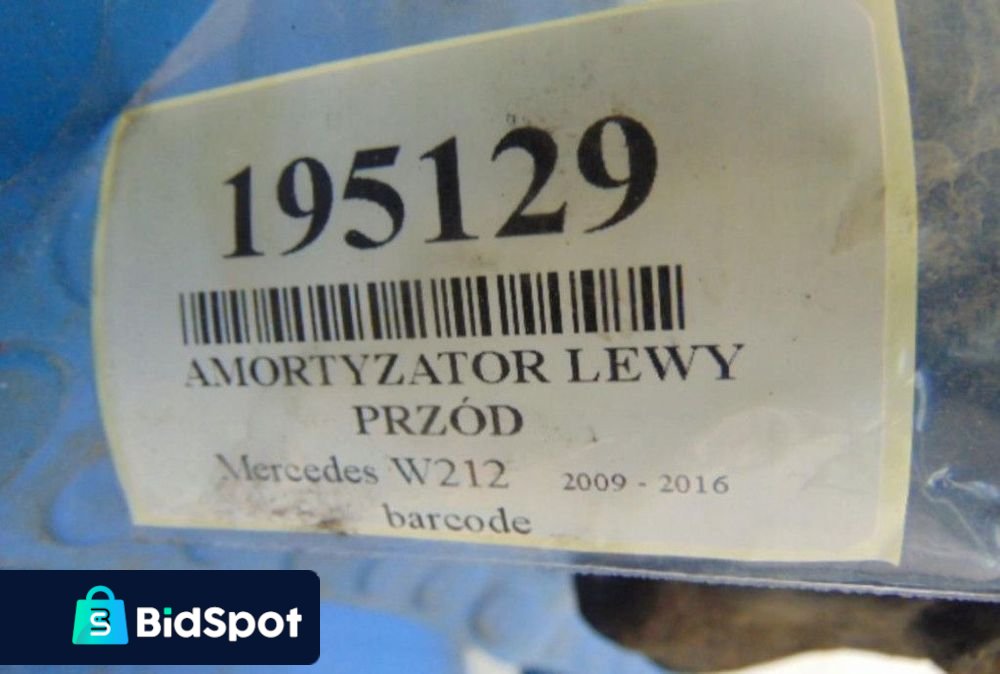 195129
AMORTYZATOR LEWY
PRZÓD
Mercedes W212 2009 - 2016
barcode
BidSpot